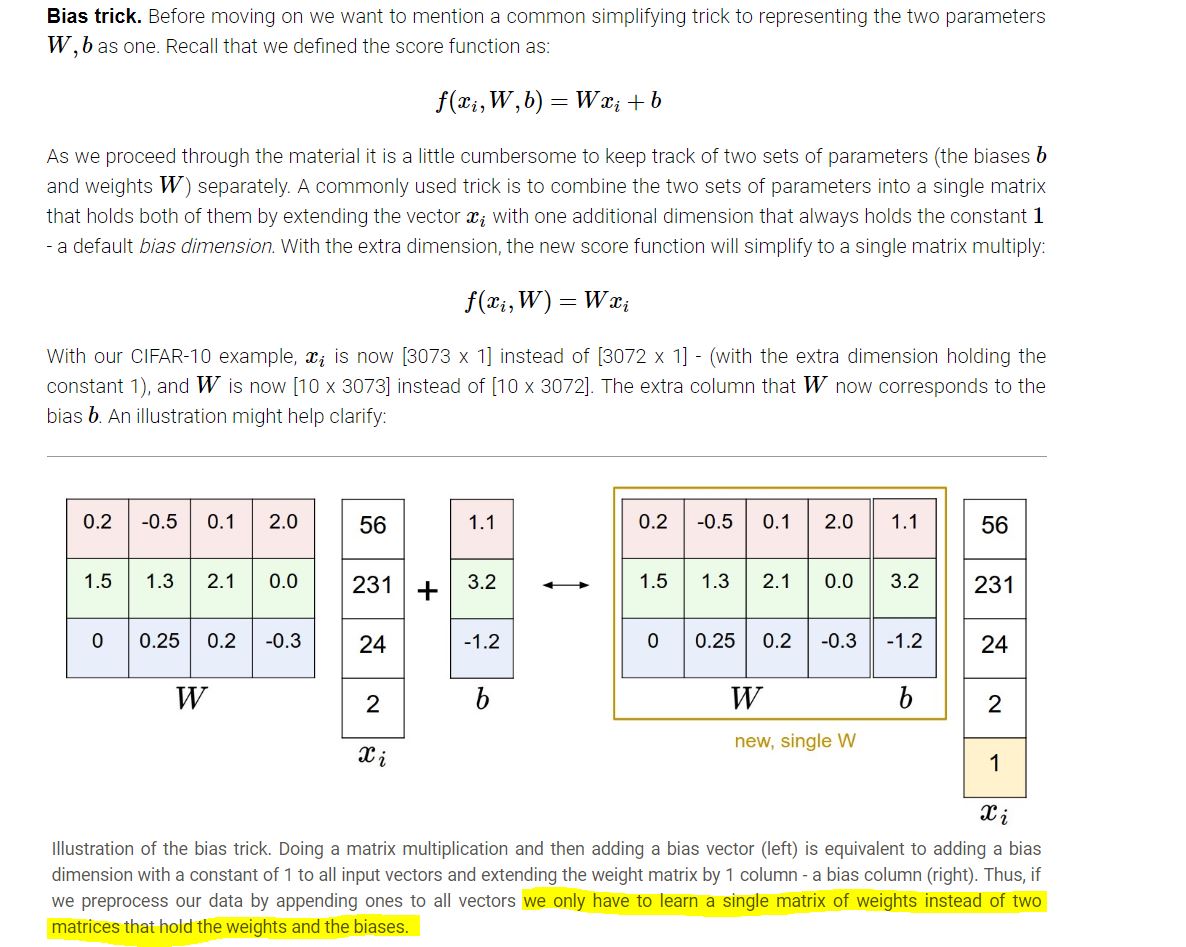 Bias trick. Before moving on we want to mention a common simplifying trick to representing the two parameters
W, b as one. Recall that we defined the score function as:
f(xᵢ, W, b) = Wxᵢ + b
As we proceed through the material it is a little cumbersome to keep track of two sets of parameters (the biases b
and weights W) separately. A commonly used trick is to combine the two sets of parameters into a single matrix
that holds both of them by extending the vector xᵢ with one additional dimension that always holds the constant 1
- a default bias dimension. With the extra dimension, the new score function will simplify to a single matrix multiply:
f(xᵢ, W) = Wxᵢ
With our CIFAR-10 example, xᵢ is now [3073 x 1] instead of [3072 x 1] - (with the extra dimension holding the
constant 1), and W is now [10 x 3073] instead of [10 x 3072]. The extra column that W now corresponds to the
bias b. An illustration might help clarify:
0.2 -0.5 0.1 2.0 56 1.1 0.2 -0.5 0.1 2.0 1.1 56
1.5 1.3 2.1 0.0 231 + 3.2 ↔ 1.5 1.3 2.1 0.0 3.2 231
0 0.25 0.2 -0.3 24 -1.2 0 0.25 0.2 -0.3 -1.2 24
W 2 b W b 2
new, single W
xᵢ 1
xᵢ
Illustration of the bias trick. Doing a matrix multiplication and then adding a bias vector (left) is equivalent to adding a bias
dimension with a constant of 1 to all input vectors and extending the weight matrix by 1 column - a bias column (right). Thus, if
we preprocess our data by appending ones to all vectors we only have to learn a single matrix of weights instead of two
matrices that hold the weights and the biases.